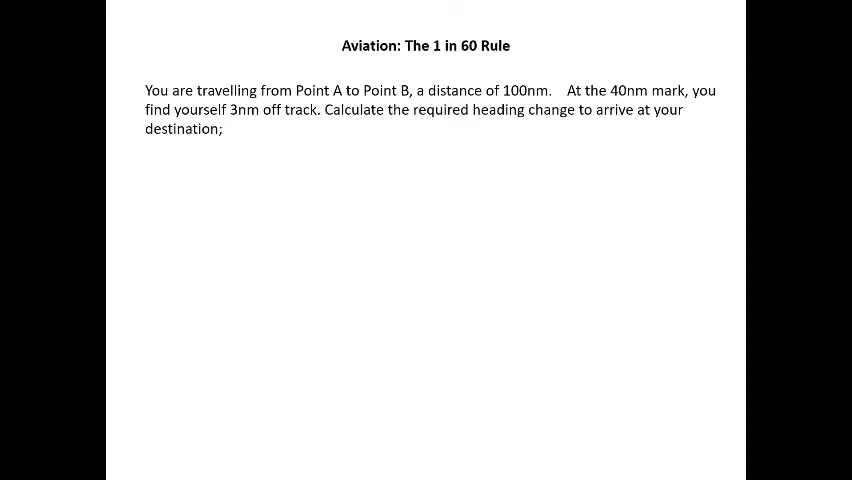 Aviation: The 1 in 60 Rule
You are travelling from Point A to Point B, a distance of 100nm. At the 40nm mark, you
find yourself 3nm off track. Calculate the required heading change to arrive at your
destination;